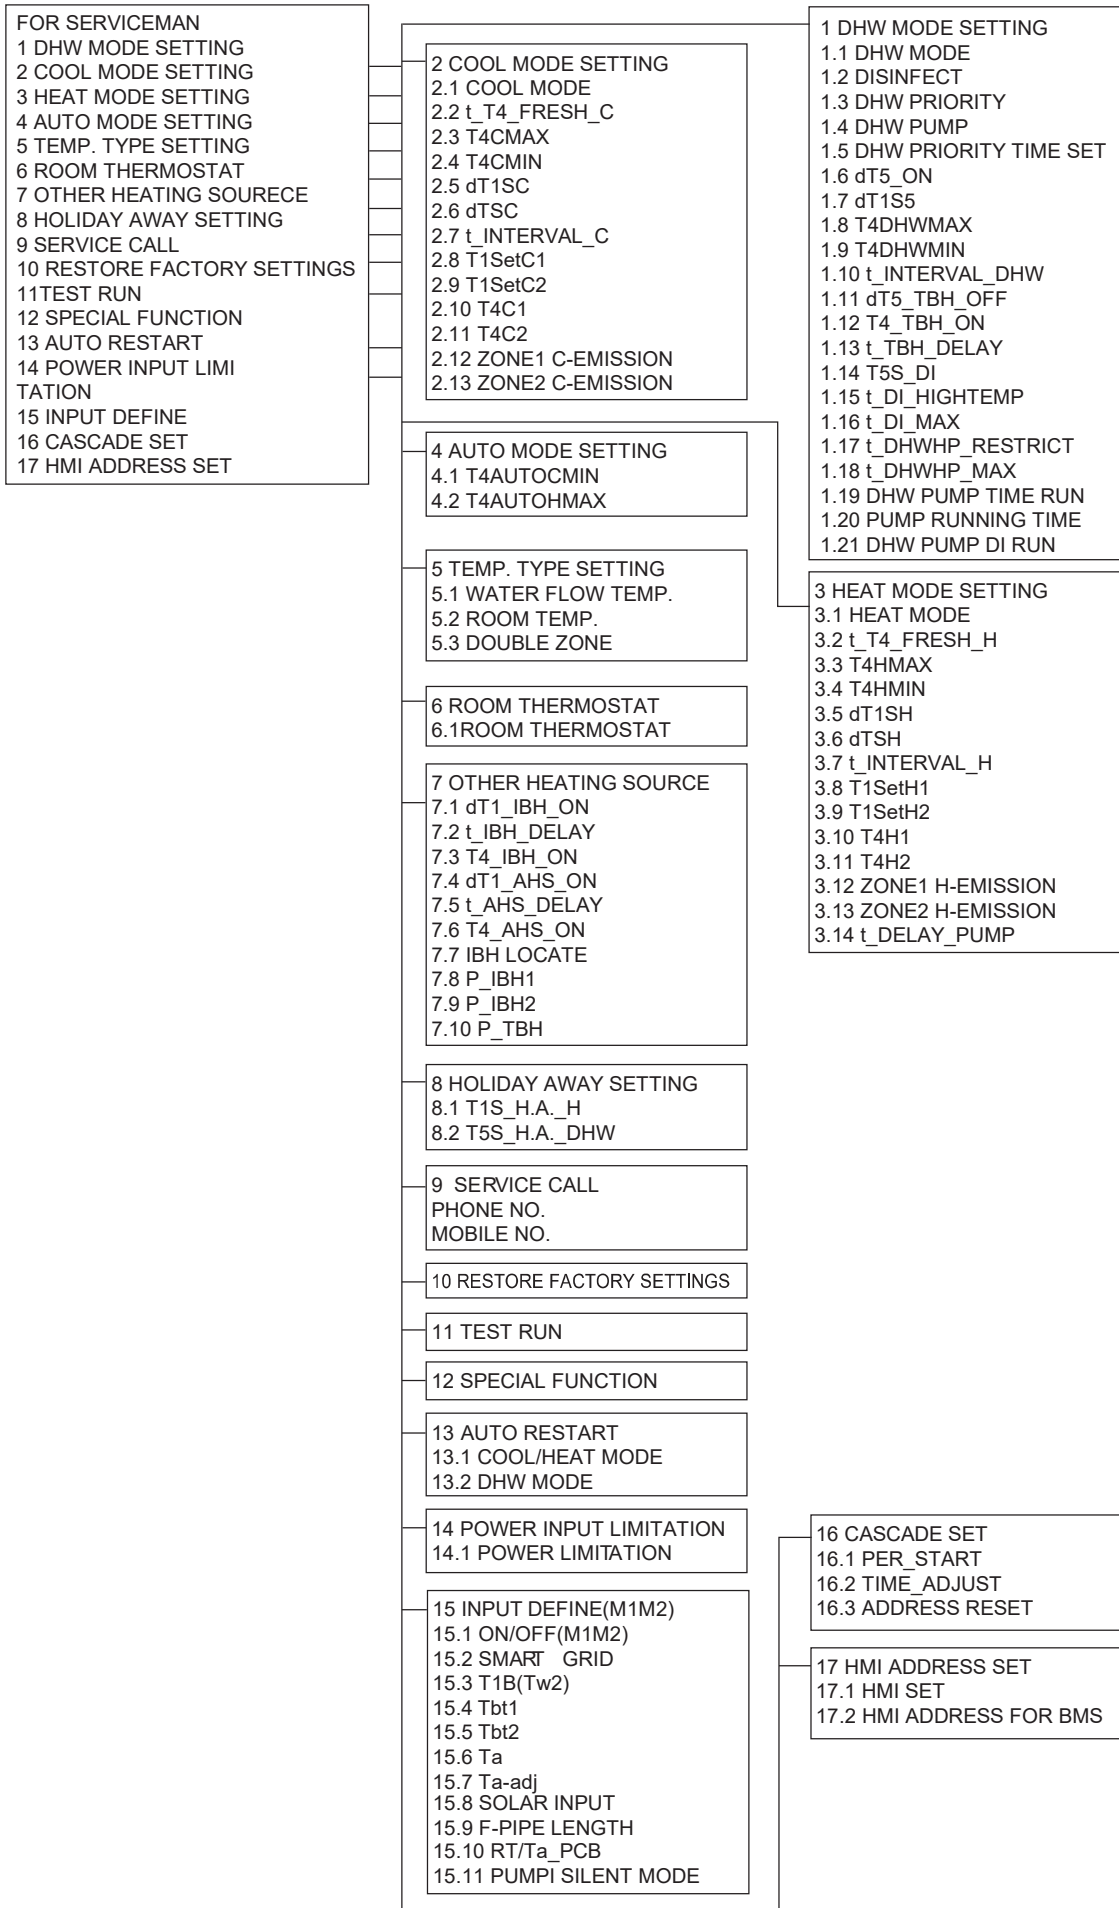 FOR SERVICEMAN
1 DHW MODE SETTING
2 COOL MODE SETTING
3 HEAT MODE SETTING
4 AUTO MODE SETTING
5 TEMP. TYPE SETTING
6 ROOM THERMOSTAT
7 OTHER HEATING SOURECE
8 HOLIDAY AWAY SETTING
9 SERVICE CALL
10 RESTORE FACTORY SETTINGS
11TEST RUN
12 SPECIAL FUNCTION
13 AUTO RESTART
14 POWER INPUT LIMI
TATION
15 INPUT DEFINE
16 CASCADE SET
17 HMI ADDRESS SET
1 DHW MODE SETTING
1.1 DHW MODE
1.2 DISINFECT
1.3 DHW PRIORITY
1.4 DHW PUMP
1.5 DHW PRIORITY TIME SET
1.6 dT5_ON
1.7 dT1S5
1.8 T4DHWMAX
1.9 T4DHWMIN
1.10 t_INTERVAL_DHW
1.11 dT5_TBH_OFF
1.12 T4_TBH_ON
1.13 t_TBH_DELAY
1.14 T5S_DI
1.15 t_DI_HIGHTEMP
1.16 t_DI_MAX
1.17 t_DHWHP_RESTRICT
1.18 t_DHWHP_MAX
1.19 DHW PUMP TIME RUN
1.20 PUMP RUNNING TIME
1.21 DHW PUMP DI RUN
2 COOL MODE SETTING
2.1 COOL MODE
2.2 t_T4_FRESH_C
2.3 T4CMAX
2.4 T4CMIN
2.5 dT1SC
2.6 dTSC
2.7 t_INTERVAL_C
2.8 T1SetC1
2.9 T1SetC2
2.10 T4C1
2.11 T4C2
2.12 ZONE1 C-EMISSION
2.13 ZONE2 C-EMISSION
3 HEAT MODE SETTING
3.1 HEAT MODE
3.2 t_T4_FRESH_H
3.3 T4HMAX
3.4 T4HMIN
3.5 dT1SH
3.6 dTSH
3.7 t_INTERVAL_H
3.8 T1SetH1
3.9 T1SetH2
3.10 T4H1
3.11 T4H2
3.12 ZONE1 H-EMISSION
3.13 ZONE2 H-EMISSION
3.14 t_DELAY_PUMP
4 AUTO MODE SETTING
4.1 T4AUTOCMIN
4.2 T4AUTOHMAX
5 TEMP. TYPE SETTING
5.1 WATER FLOW TEMP.
5.2 ROOM TEMP.
5.3 DOUBLE ZONE
6 ROOM THERMOSTAT
6.1ROOM THERMOSTAT
7 OTHER HEATING SOURCE
7.1 dT1_IBH_ON
7.2 t_IBH_DELAY
7.3 T4_IBH_ON
7.4 dT1_AHS_ON
7.5 t_AHS_DELAY
7.6 T4_AHS_ON
7.7 IBH LOCATE
7.8 P_IBH1
7.9 P_IBH2
7.10 P_TBH
8 HOLIDAY AWAY SETTING
8.1 T1S_H.A._H
8.2 T5S_H.A._DHW
9 SERVICE CALL
PHONE NO.
MOBILE NO.
10 RESTORE FACTORY SETTINGS
11 TEST RUN
12 SPECIAL FUNCTION
13 AUTO RESTART
13.1 COOL/HEAT MODE
13.2 DHW MODE
14 POWER INPUT LIMITATION
14.1 POWER LIMITATION
15 INPUT DEFINE(M1M2)
15.1 ON/OFF(M1M2)
15.2 SMART GRID
15.3 T1B(Tw2)
15.4 Tbt1
15.5 Tbt2
15.6 Ta
15.7 Ta-adj
15.8 SOLAR INPUT
15.9 F-PIPE LENGTH
15.10 RT/Ta_PCB
15.11 PUMPI SILENT MODE
16 CASCADE SET
16.1 PER_START
16.2 TIME_ADJUST
16.3 ADDRESS RESET
17 HMI ADDRESS SET
17.1 HMI SET
17.2 HMI ADDRESS FOR BMS